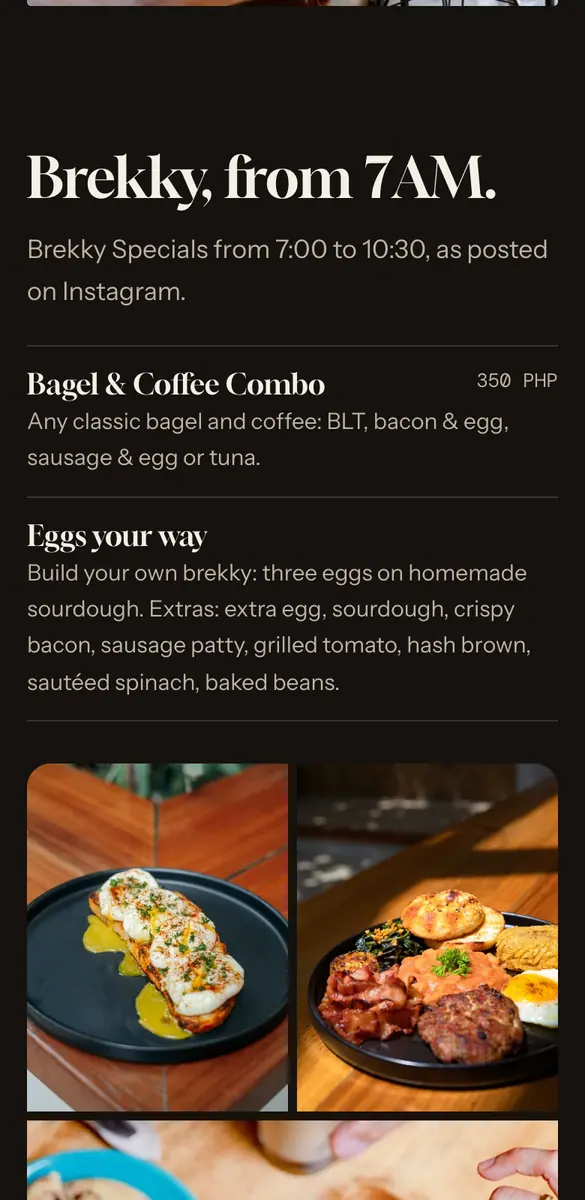 Brekky, from 7AM.
Brekky Specials from 7:00 to 10:30, as posted
on Instagram.
Bagel & Coffee Combo
350 PHP
Any classic bagel and coffee: BLT, bacon & egg,
sausage & egg or tuna.
Eggs your way
Build your own brekky: three eggs on homemade
sourdough. Extras: extra egg, sourdough, crispy
bacon, sausage patty, grilled tomato, hash brown,
sautéed spinach, baked beans.